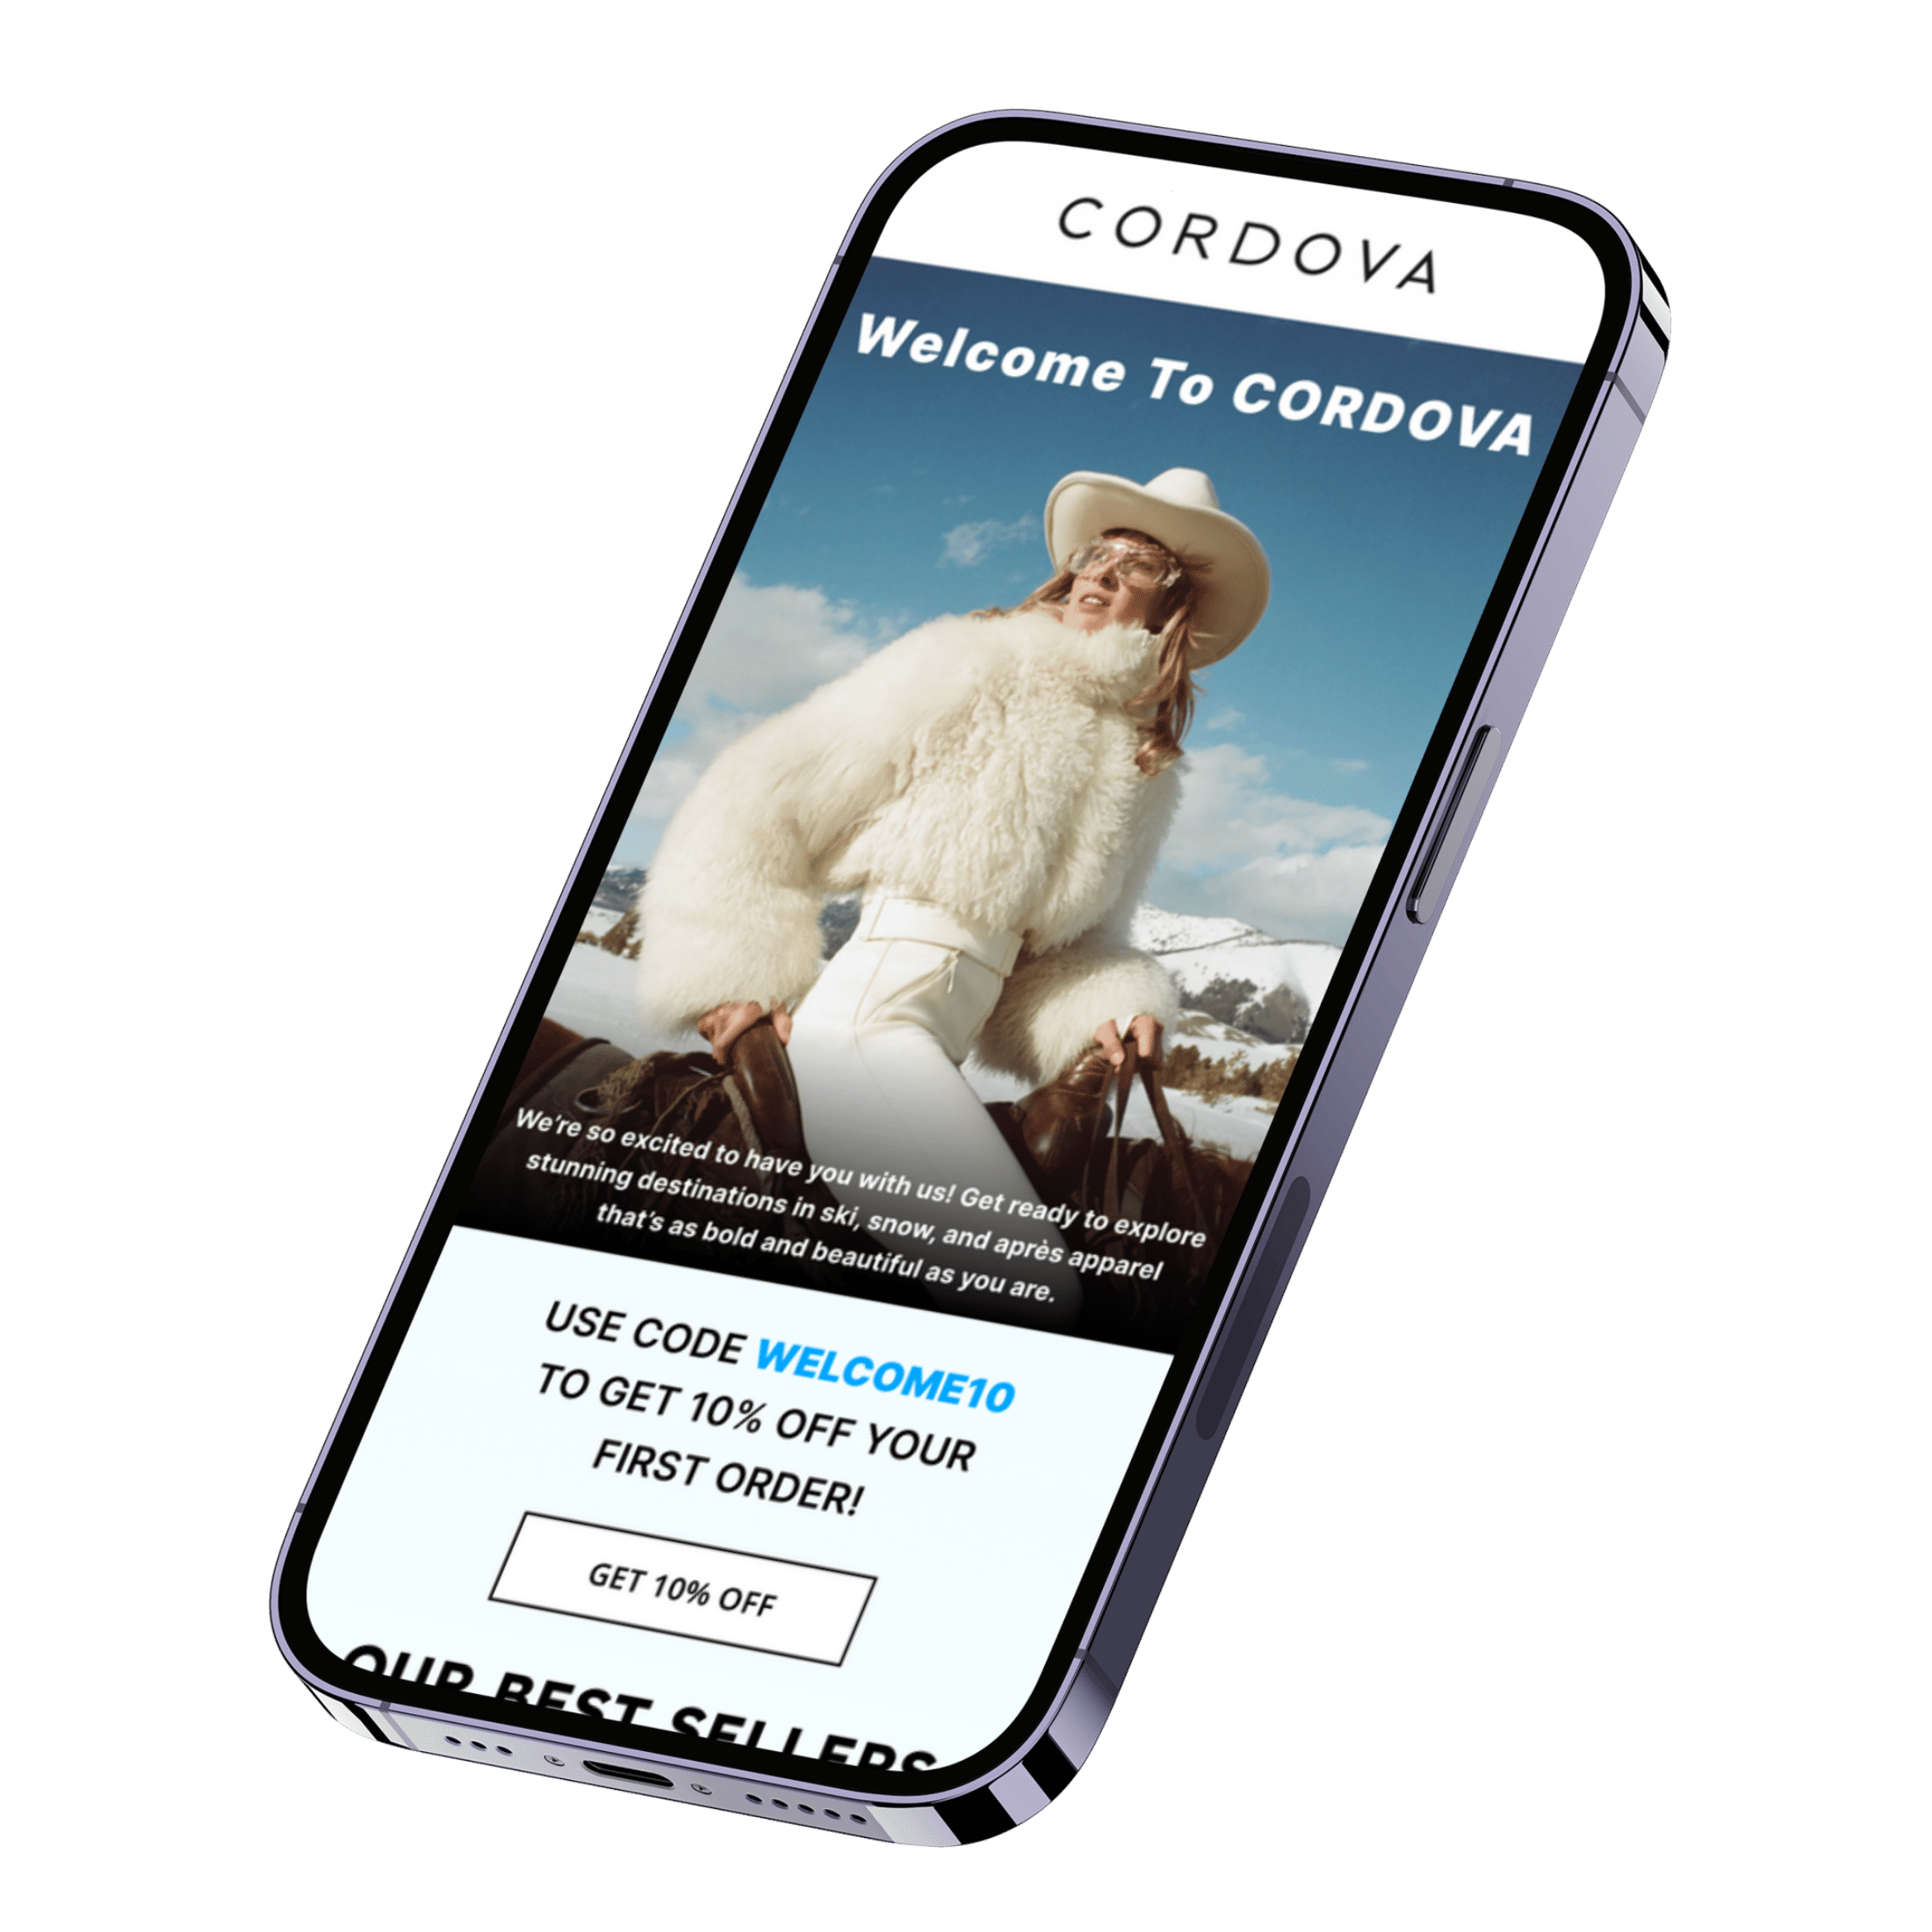 CORDOVA
Welcome To CORDOVA
We're so excited to have you with us! Get ready to explore
stunning destinations in ski, snow, and après apparel
that's as bold and beautiful as you are.
USE CODE WELCOME10
TO GET 10% OFF YOUR
FIRST ORDER!
GET 10% OFF
OUR BEST SELLERS